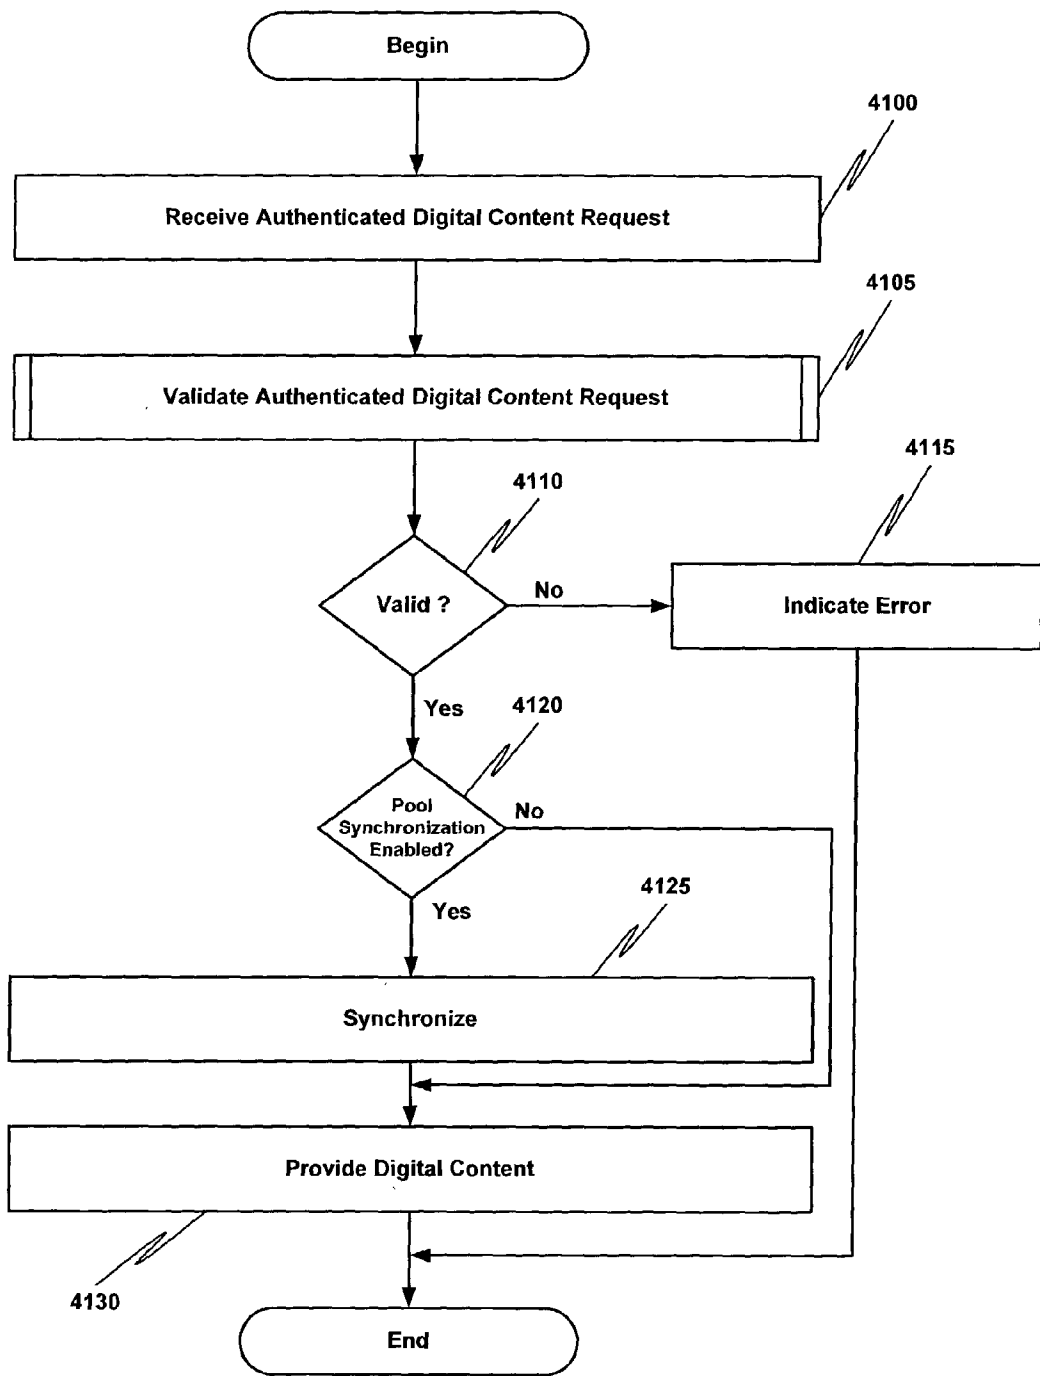 Begin
4100
Receive Authenticated Digital Content Request
4105
Validate Authenticated Digital Content Request
4115
4110
Valid ?
No
Indicate Error
Yes
4120
Pool
Synchronization
Enabled?
No
4125
Yes
Synchronize
Provide Digital Content
4130
End